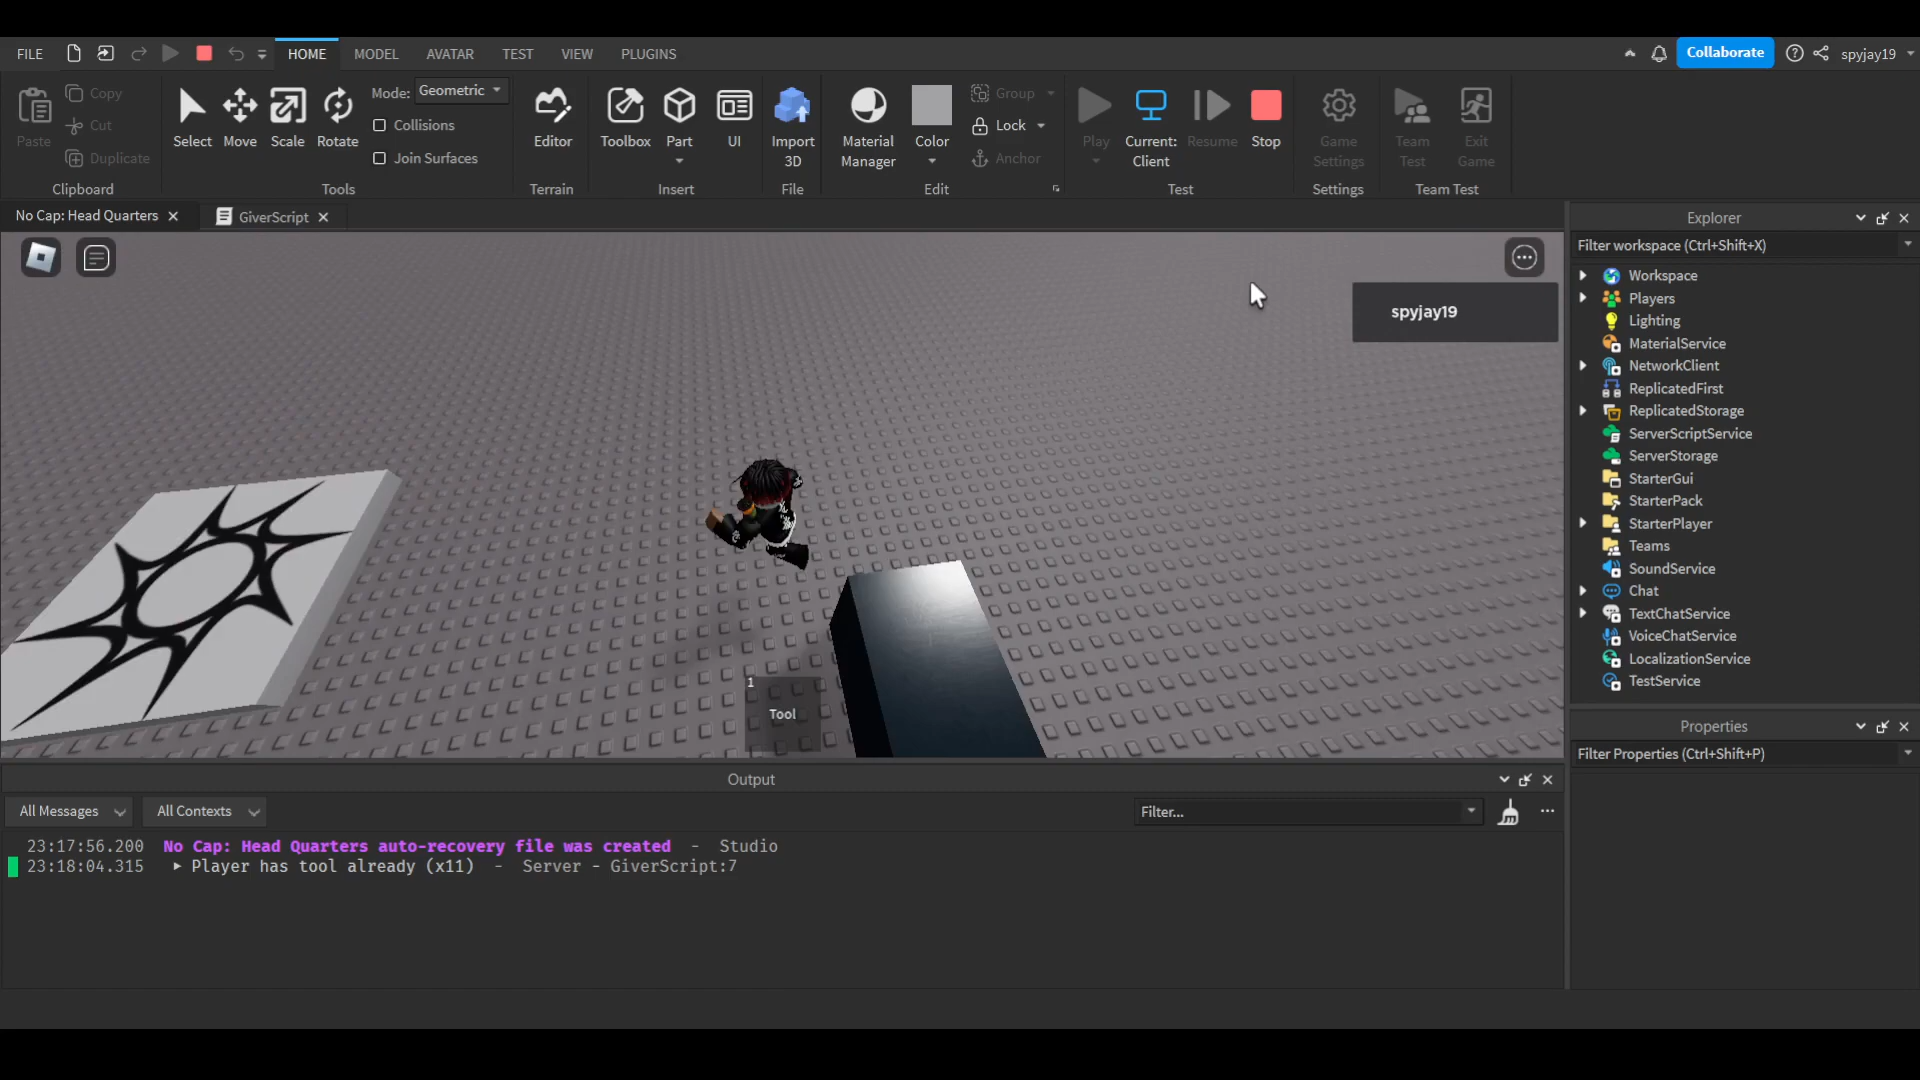 FILE HOME MODEL AVATAR TEST VIEW PLUGINS Collaborate spyjay19
Paste Copy Cut Duplicate
Clipboard
Select Move Scale Rotate
Mode: Geometric
Collisions
Join Surfaces
Tools
Editor
Terrain
Toolbox Part UI
Insert
Import
3D
File
Material
Manager
Color
Group
Lock
Anchor
Edit
Play
Current:
Client
Resume Stop
Test
Game
Settings
Settings
Team
Test
Exit
Game
Team Test
No Cap: Head Quarters GiverScript
spyjay19
1
Tool
Explorer
Filter workspace (Ctrl+Shift+X)
Workspace
Players
Lighting
MaterialService
NetworkClient
ReplicatedFirst
ReplicatedStorage
ServerScriptService
ServerStorage
StarterGui
StarterPack
StarterPlayer
Teams
SoundService
Chat
TextChatService
VoiceChatService
LocalizationService
TestService
Properties
Filter Properties (Ctrl+Shift+P)
Output
All Messages All Contexts Filter...
23:17:56.200 No Cap: Head Quarters auto-recovery file was created - Studio
23:18:04.315 Player has tool already (x11) - Server - GiverScript:7